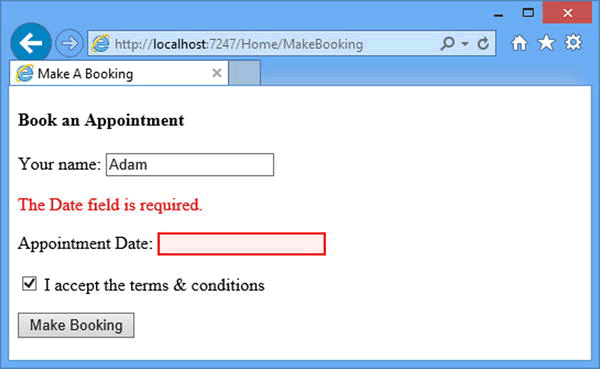 http://localhost:7247/Home/MakeBooking
Make A Booking
Book an Appointment
Your name: Adam
The Date field is required.
Appointment Date:
I accept the terms & conditions
Make Booking